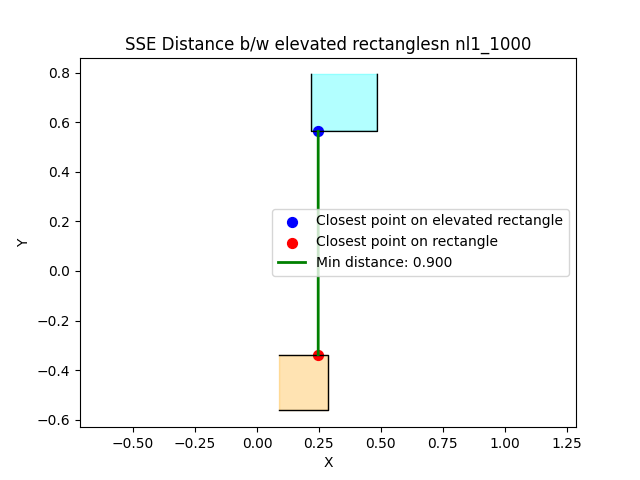 SSE Distance b/w elevated rectanglesn nl1_1000
0.8
0.6
0.4
0.2
0.0
−0.2
−0.4
−0.6
Y
Closest point on elevated rectangle
Closest point on rectangle
Min distance: 0.900
−0.50 −0.25 0.00 0.25 0.50 0.75 1.00 1.25
X